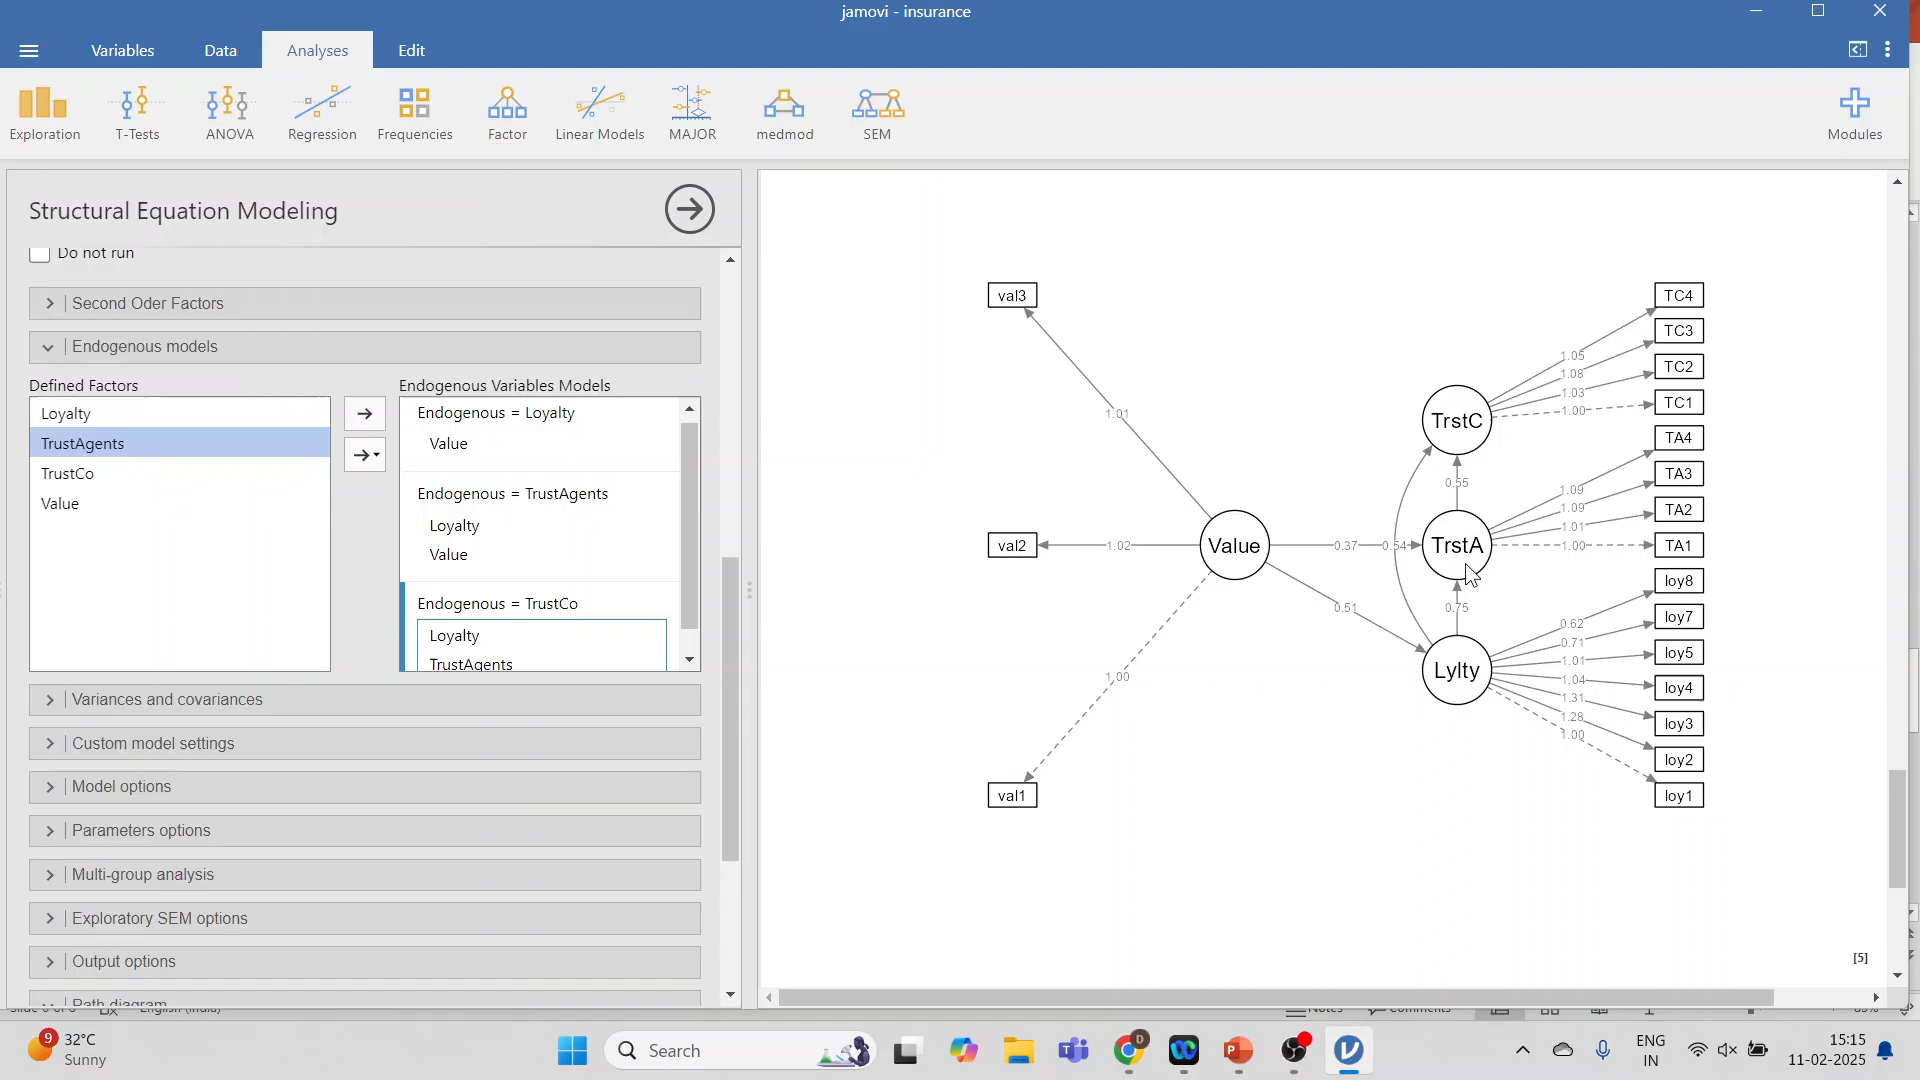 jamovi - insurance
Variables
Data
Analyses
Edit
Exploration
T-Tests
ANOVA
Regression
Frequencies
Factor
Linear Models
MAJOR
medmod
SEM
Modules
Structural Equation Modeling
Do not run
Second Oder Factors
Endogenous models
Defined Factors
Loyalty
TrustAgents
TrustCo
Value
Endogenous Variables Models
Endogenous = Loyalty
Value
Endogenous = TrustAgents
Loyalty
Value
Endogenous = TrustCo
Loyalty
TrustAgents
Variances and covariances
Custom model settings
Model options
Parameters options
Multi-group analysis
Exploratory SEM options
Output options
Path diagram
val3
val2
val1
1.01
1.02
1.00
Value
0.37
0.54
0.51
TrstC
0.55
TrstA
0.75
Lylty
1.05
1.08
1.03
1.00
1.09
1.09
1.01
1.00
0.62
0.71
1.01
1.04
1.31
1.28
1.00
TC4
TC3
TC2
TC1
TA4
TA3
TA2
TA1
loy8
loy7
loy5
loy4
loy3
loy2
loy1
[5]
English (India)
Notes
Comments
9
32°C
Sunny
Search
D
ENG
IN
15:15
11-02-2025